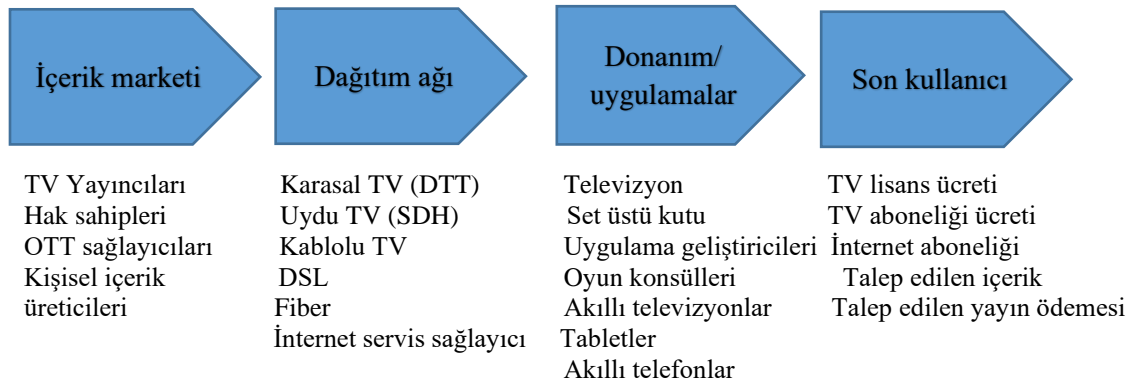 İçerik marketi
TV Yayıncıları
Hak sahipleri
OTT sağlayıcıları
Kişisel içerik
üreticileri
Dağıtım ağı
Karasal TV (DTT)
Uydu TV (SDH)
Kablolu TV
DSL
Fiber
İnternet servis sağlayıcı
Donanım/
uygulamalar
Televizyon
Set üstü kutu
Uygulama geliştiricileri
Oyun konsülleri
Akıllı televizyonlar
Tabletler
Akıllı telefonlar
Son kullanıcı
TV lisans ücreti
TV aboneliği ücreti
İnternet aboneliği
Talep edilen içerik
Talep edilen yayın ödemesi